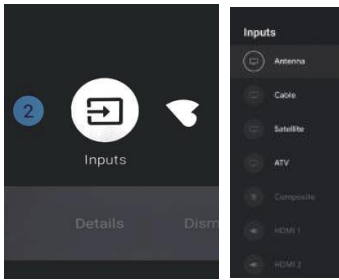 2
Inputs
Details
Dism
Inputs
Antenna
Cable
Satellite
ATV
Composite
HDMI 1
HDMI 2